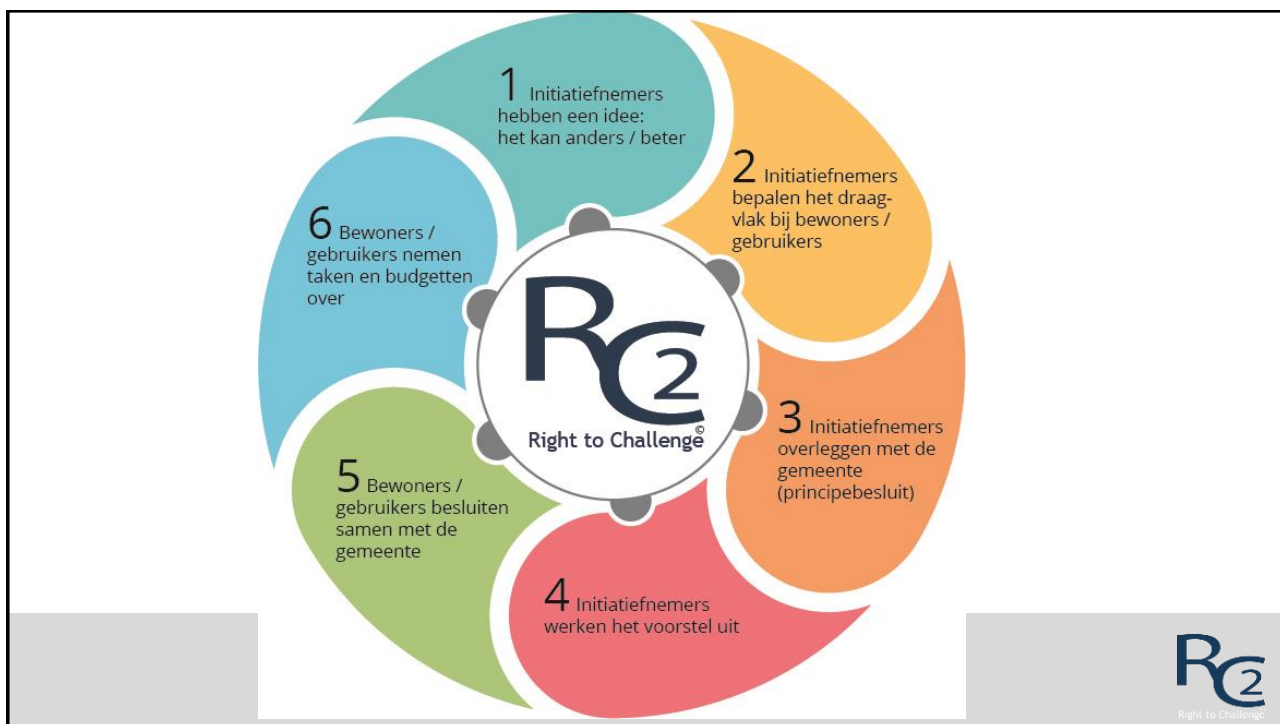 1 Initiatiefnemers
hebben een idee:
het kan anders / beter
2 Initiatiefnemers
bepalen het draag-
vlak bij bewoners /
gebruikers
3 Initiatiefnemers
overleggen met de
gemeente
(principebesluit)
4 Initiatiefnemers
werken het voorstel uit
5 Bewoners /
gebruikers besluiten
samen met de
gemeente
6 Bewoners /
gebruikers nemen
taken en budgetten
over
RC2
Right to Challenge©
RC2
Right to Challenge